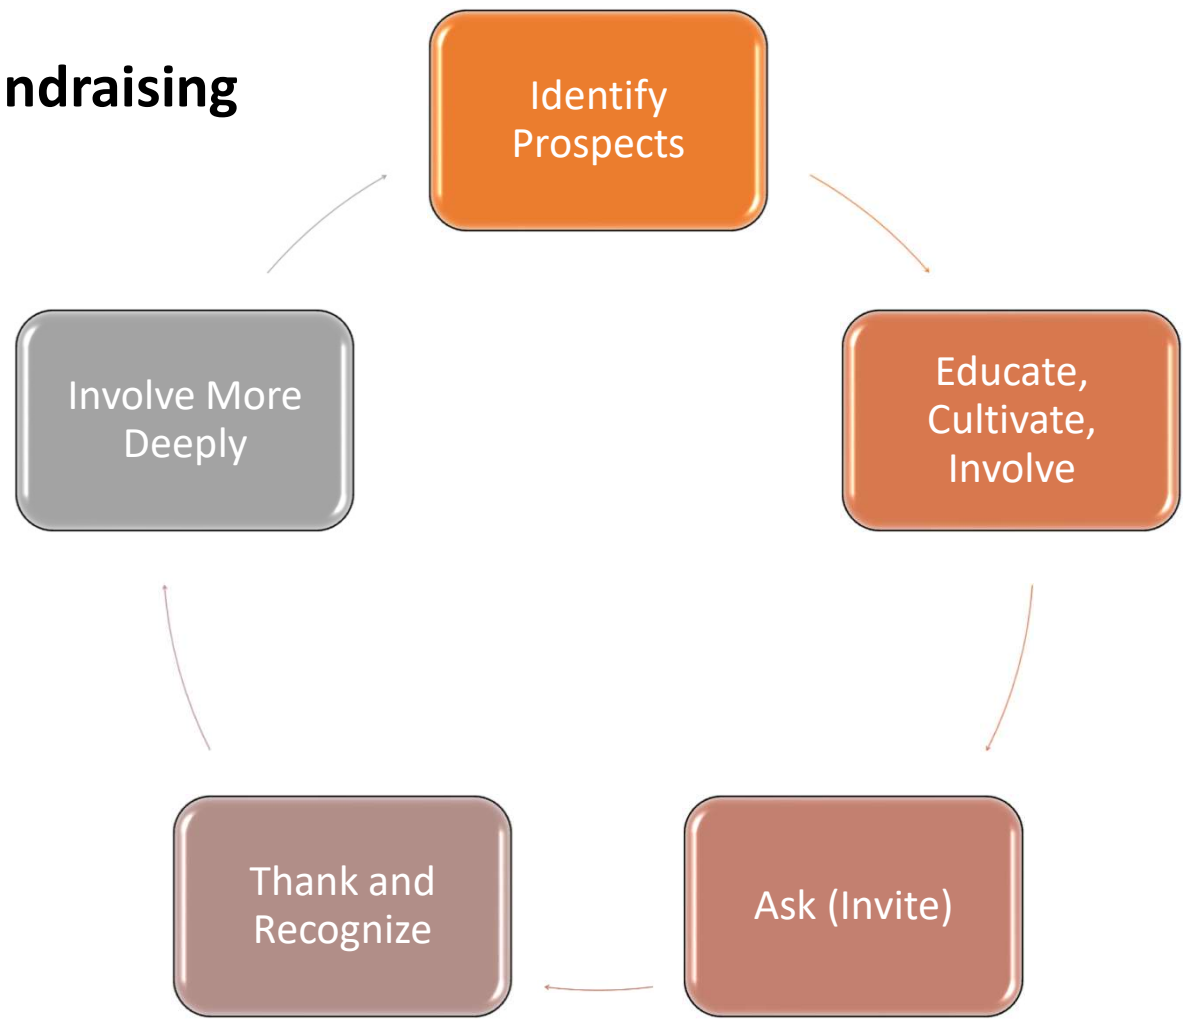 ndraising
Identify
Prospects
Educate,
Cultivate,
Involve
Ask (Invite)
Thank and
Recognize
Involve More
Deeply